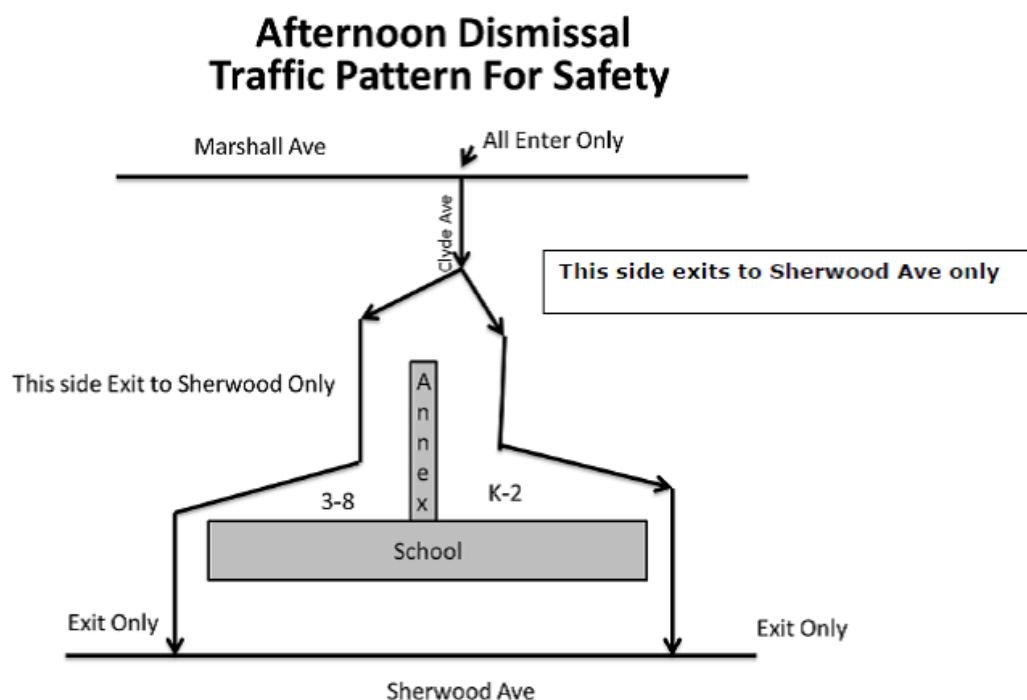 Afternoon Dismissal
Traffic Pattern For Safety
Marshall Ave
All Enter Only
Clyde Ave
This side exits to Sherwood Ave only
This side Exit to Sherwood Only
Annex
3-8
K-2
School
Exit Only
Exit Only
Sherwood Ave